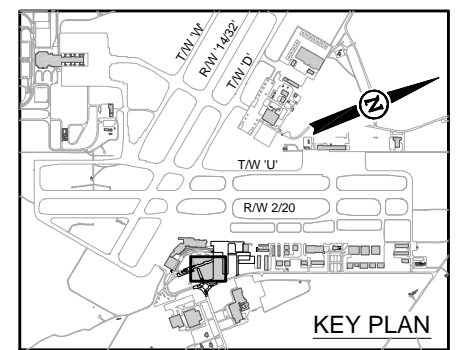 T/W 'W'
R/W '14/32'
T/W 'D'
N
T/W 'U'
R/W 2/20
KEY PLAN